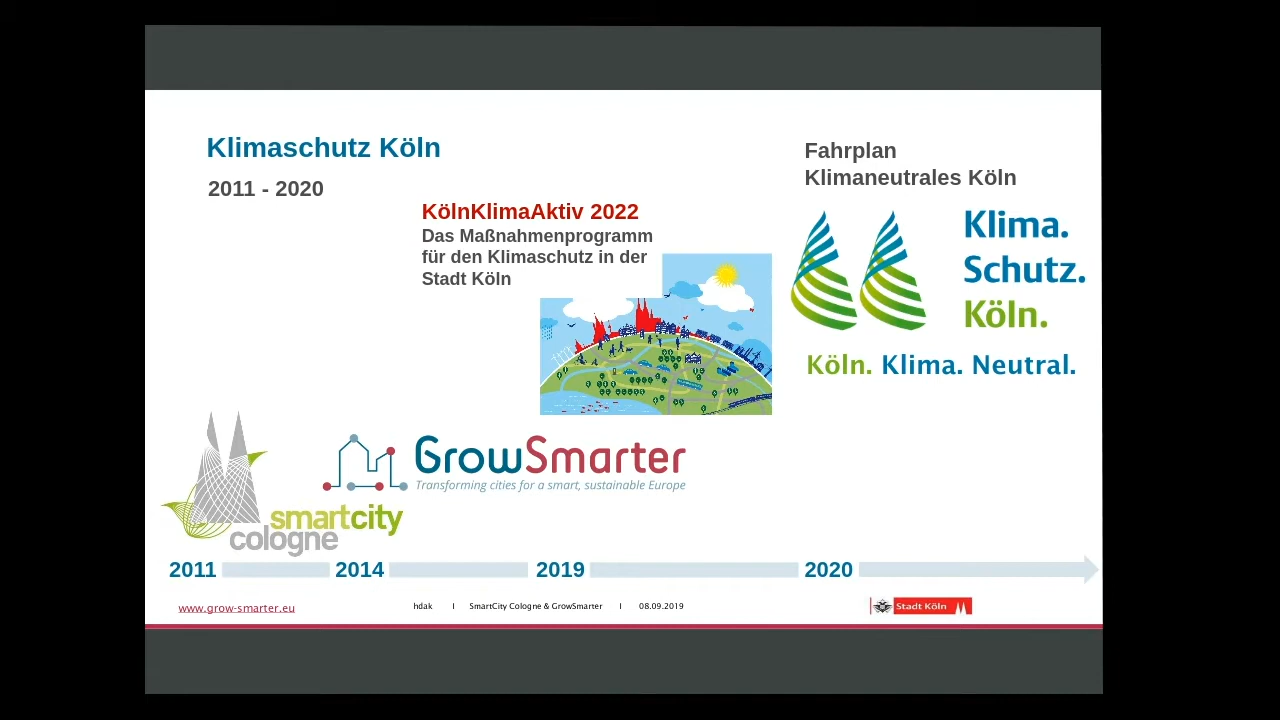 Klimaschutz Köln
2011 - 2020
KölnKlimaAktiv 2022
Das Maßnahmenprogramm
für den Klimaschutz in der
Stadt Köln
Fahrplan
Klimaneutrales Köln
Klima.
Schutz.
Köln.
Köln. Klima. Neutral.
GrowSmarter
Transforming cities for a smart, sustainable Europe
smartcity
cologne
2011
2014
2019
2020
www.grow-smarter.eu
hdak I SmartCity Cologne & GrowSmarter I 08.09.2019
Stadt Köln